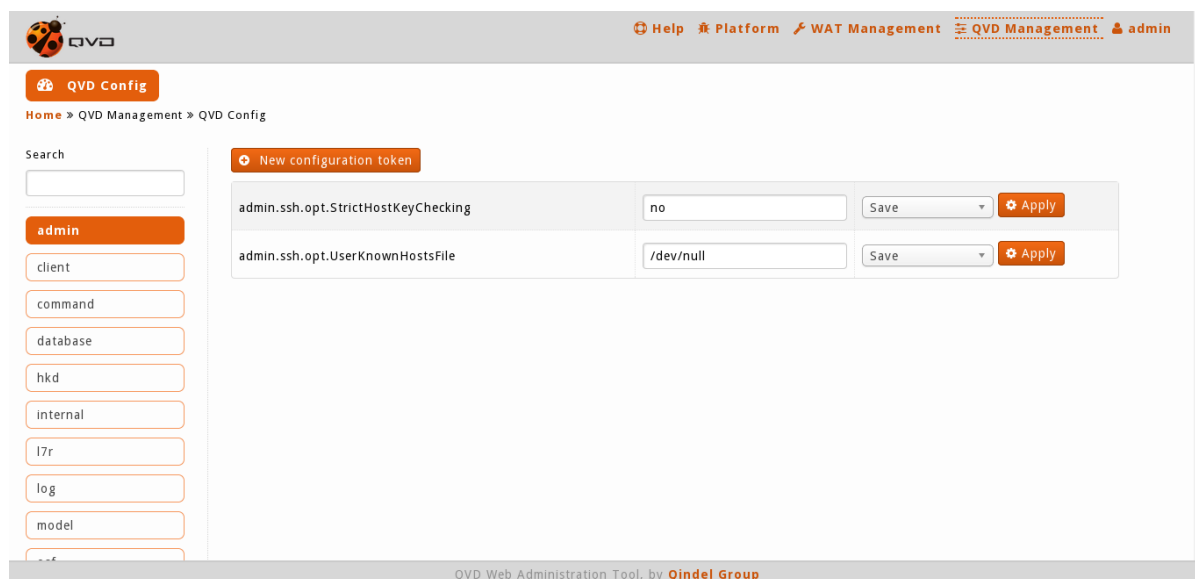 QVD
Help Platform WAT Management QVD Management admin
QVD Config
Home » QVD Management » QVD Config
Search
New configuration token
admin.ssh.opt.StrictHostKeyChecking no Save Apply
admin
admin.ssh.opt.UserKnownHostsFile /dev/null Save Apply
client
command
database
hkd
internal
l7r
log
model
QVD Web Administration Tool, by Qindel Group